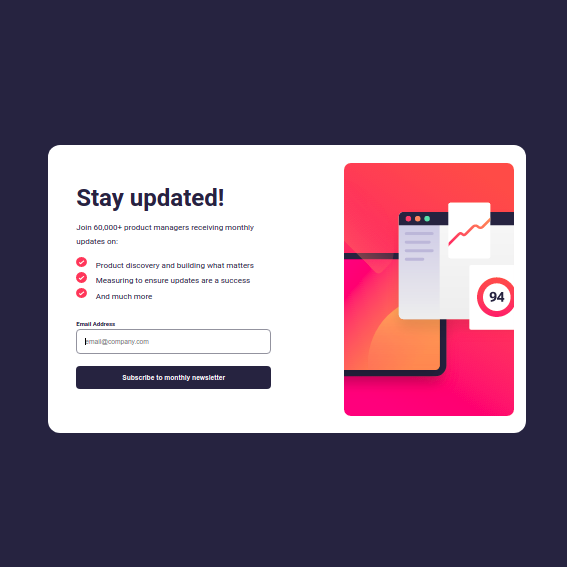 Stay updated!
Join 60,000+ product managers receiving monthly
updates on:
Product discovery and building what matters
Measuring to ensure updates are a success
And much more
Email Address
email@company.com
Subscribe to monthly newsletter
94